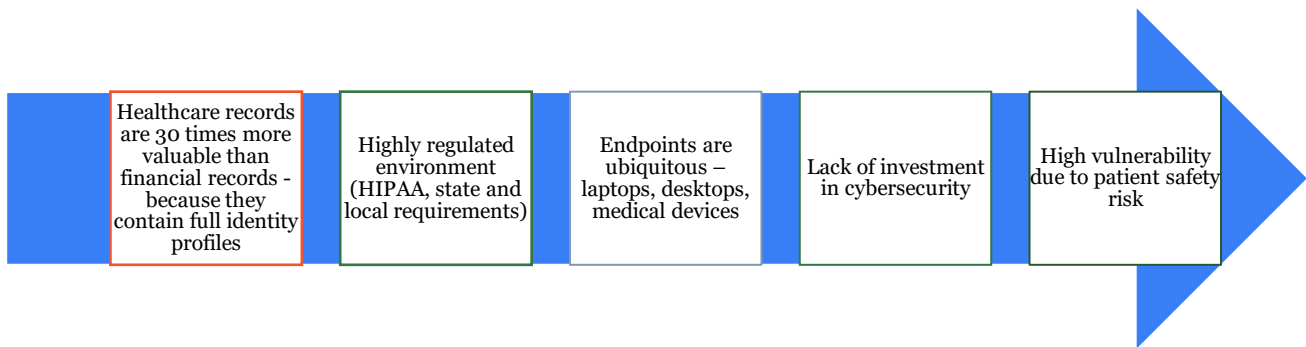 Healthcare records
are 30 times more
valuable than
financial records -
because they
contain full identity
profiles
Highly regulated
environment
(HIPAA, state and
local requirements)
Endpoints are
ubiquitous –
laptops, desktops,
medical devices
Lack of investment
in cybersecurity
High vulnerability
due to patient safety
risk